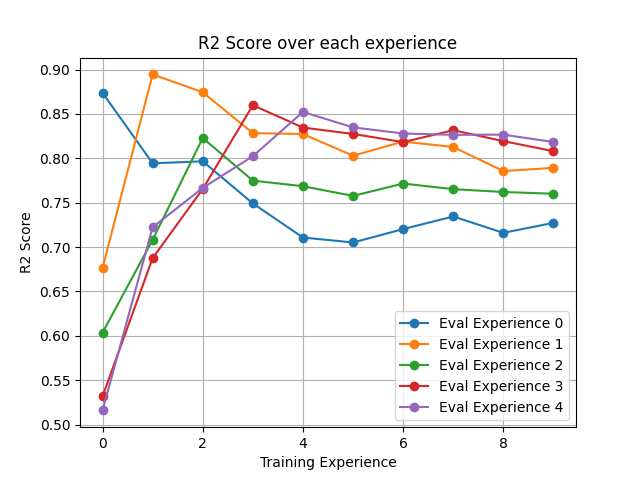 R2 Score over each experience
0.90
0.85
0.80
0.75
0.70
0.65
0.60
0.55
0.50
R2 Score
0 2 4 6 8
Training Experience
Eval Experience 0
Eval Experience 1
Eval Experience 2
Eval Experience 3
Eval Experience 4